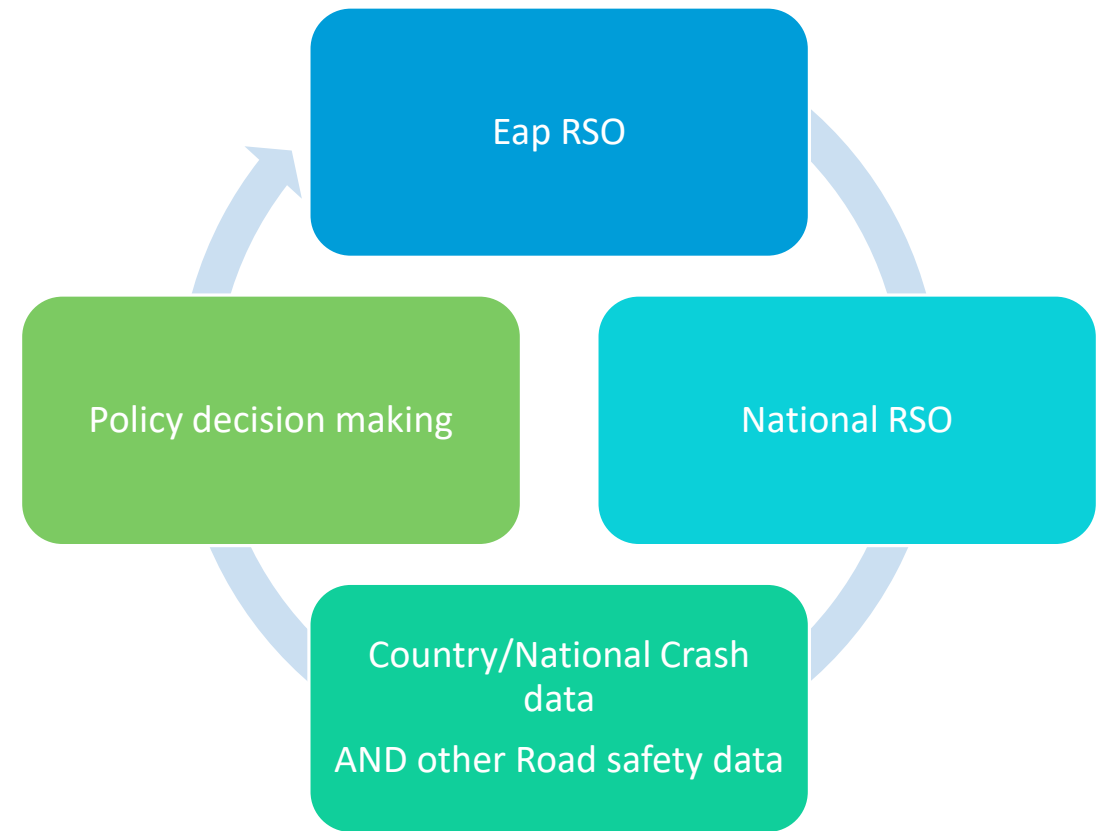 Eap RSO
Policy decision making
National RSO
Country/National Crash
data
AND other Road safety data